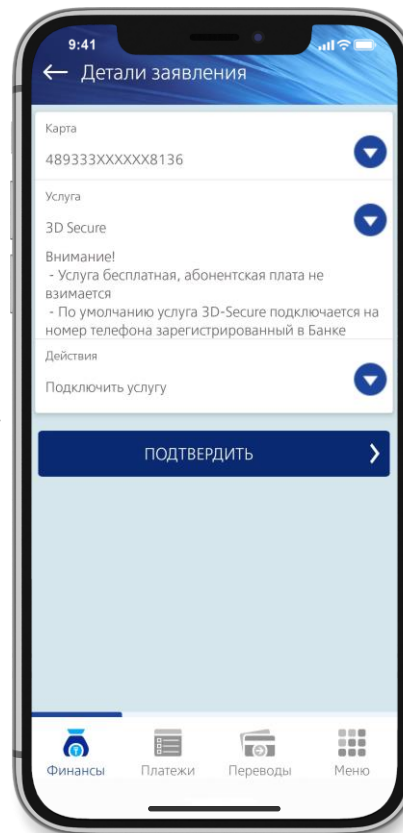 9:41
← Детали заявления
Карта
489333XXXXXX8136
Услуга
3D Secure
Внимание!
- Услуга бесплатная, абонентская плата не
взимается
- По умолчанию услуга 3D-Secure подключается на
номер телефона зарегистрированный в Банке
Действия
Подключить услугу
ПОДТВЕРДИТЬ
Финансы Платежи Переводы Меню